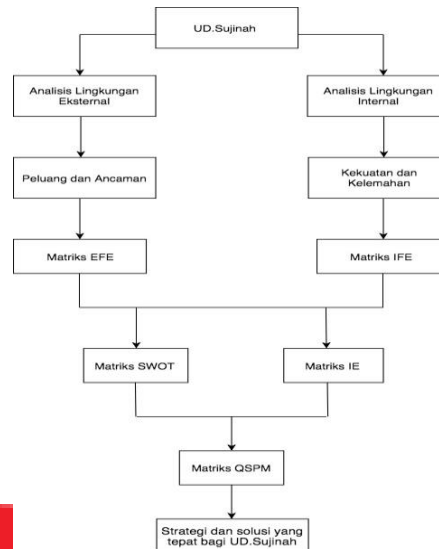 UD.Sujinah
Analisis Lingkungan
Eksternal
Analisis Lingkungan
Internal
Peluang dan Ancaman
Kekuatan dan
Kelemahan
Matriks EFE
Matriks IFE
Matriks SWOT
Matriks IE
Matriks QSPM
Strategi dan solusi yang
tepat bagi UD.Sujinah